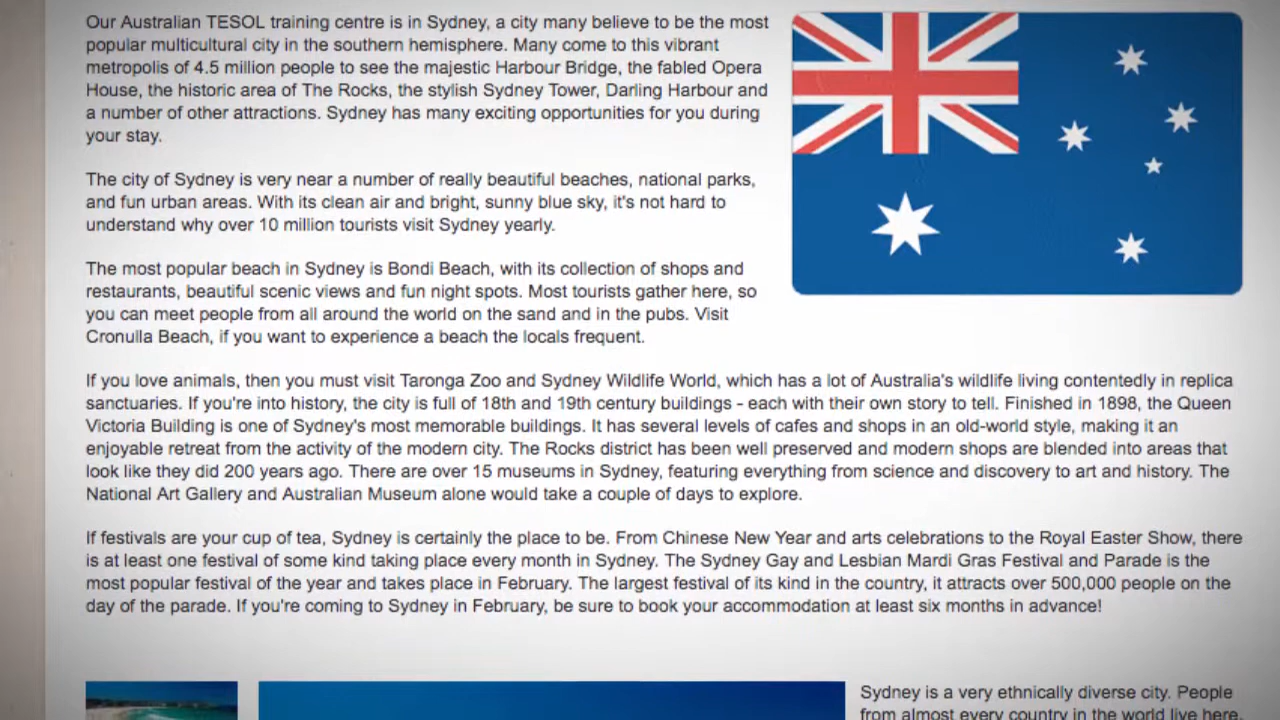 Our Australian TESOL training centre is in Sydney, a city many believe to be the most
popular multicultural city in the southern hemisphere. Many come to this vibrant
metropolis of 4.5 million people to see the majestic Harbour Bridge, the fabled Opera
House, the historic area of The Rocks, the stylish Sydney Tower, Darling Harbour and
a number of other attractions. Sydney has many exciting opportunities for you during
your stay.
The city of Sydney is very near a number of really beautiful beaches, national parks,
and fun urban areas. With its clean air and bright, sunny blue sky, it's not hard to
understand why over 10 million tourists visit Sydney yearly.
The most popular beach in Sydney is Bondi Beach, with its collection of shops and
restaurants, beautiful scenic views and fun night spots. Most tourists gather here, so
you can meet people from all around the world on the sand and in the pubs. Visit
Cronulla Beach, if you want to experience a beach the locals frequent.
If you love animals, then you must visit Taronga Zoo and Sydney Wildlife World, which has a lot of Australia's wildlife living contentedly in replica
sanctuaries. If you're into history, the city is full of 18th and 19th century buildings - each with their own story to tell. Finished in 1898, the Queen
Victoria Building is one of Sydney's most memorable buildings. It has several levels of cafes and shops in an old-world style, making it an
enjoyable retreat from the activity of the modern city. The Rocks district has been well preserved and modern shops are blended into areas that
look like they did 200 years ago. There are over 15 museums in Sydney, featuring everything from science and discovery to art and history. The
National Art Gallery and Australian Museum alone would take a couple of days to explore.
If festivals are your cup of tea, Sydney is certainly the place to be. From Chinese New Year and arts celebrations to the Royal Easter Show, there
is at least one festival of some kind taking place every month in Sydney. The Sydney Gay and Lesbian Mardi Gras Festival and Parade is the
most popular festival of the year and takes place in February. The largest festival of its kind in the country, it attracts over 500,000 people on the
day of the parade. If you're coming to Sydney in February, be sure to book your accommodation at least six months in advance!
Sydney is a very ethnically diverse city. People
from almost every country in the world live here.